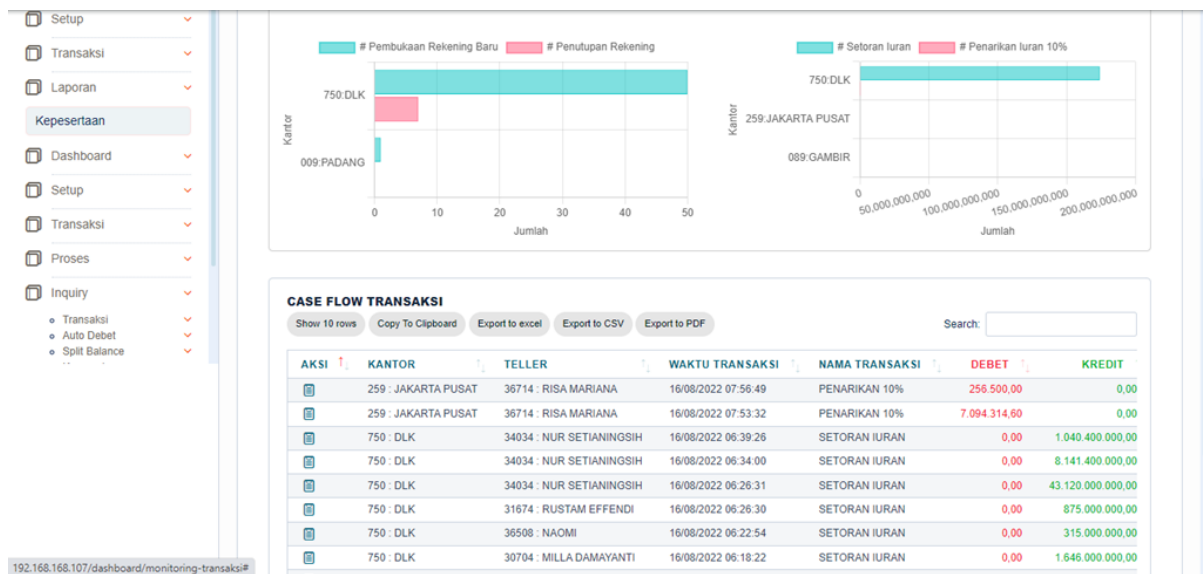 Setup
Transaksi
Laporan
Kepesertaan
Dashboard
Setup
Transaksi
Proses
Inquiry
Transaksi
Auto Debet
Split Balance
# Pembukaan Rekening Baru # Penutupan Rekening
Kantor
750:DLK
009:PADANG
0 10 20 30 40 50
Jumlah
# Setoran Iuran # Penarikan Iuran 10%
Kantor
750:DLK
259:JAKARTA PUSAT
089:GAMBIR
0 50,000,000,000 100,000,000,000 150,000,000,000 200,000,000,000
Jumlah
CASE FLOW TRANSAKSI
Show 10 rows Copy To Clipboard Export to excel Export to CSV Export to PDF Search:
AKSI KANTOR TELLER WAKTU TRANSAKSI NAMA TRANSAKSI DEBET KREDIT
259 : JAKARTA PUSAT 36714 : RISA MARIANA 16/08/2022 07:56:49 PENARIKAN 10% 256.500,00 0,00
259 : JAKARTA PUSAT 36714 : RISA MARIANA 16/08/2022 07:53:32 PENARIKAN 10% 7.094.314,60 0,00
750 : DLK 34034 : NUR SETIANINGSIH 16/08/2022 06:39:26 SETORAN IURAN 0,00 1.040.400.000,00
750 : DLK 34034 : NUR SETIANINGSIH 16/08/2022 06:34:00 SETORAN IURAN 0,00 8.141.400.000,00
750 : DLK 34034 : NUR SETIANINGSIH 16/08/2022 06:26:31 SETORAN IURAN 0,00 43.120.000.000,00
750 : DLK 31674 : RUSTAM EFFENDI 16/08/2022 06:26:30 SETORAN IURAN 0,00 875.000.000,00
750 : DLK 36508 : NAOMI 16/08/2022 06:22:54 SETORAN IURAN 0,00 315.000.000,00
750 : DLK 30704 : MILLA DAMAYANTI 16/08/2022 06:18:22 SETORAN IURAN 0,00 1.646.000.000,00
192.168.168.107/dashboard/monitoring-transaksi#